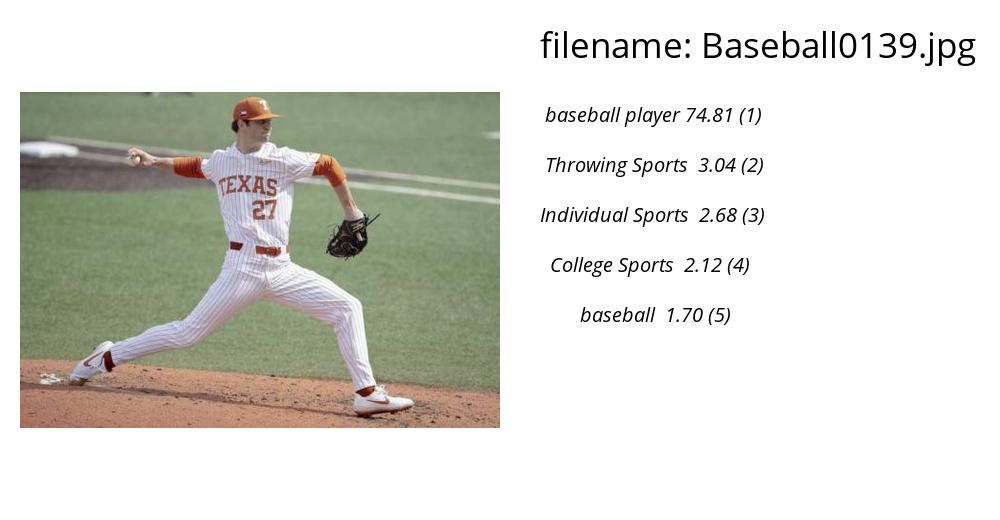 filename: Baseball0139.jpg
baseball player 74.81 (1)
Throwing Sports 3.04 (2)
Individual Sports 2.68 (3)
College Sports 2.12 (4)
baseball 1.70 (5)
T
TEXAS
27